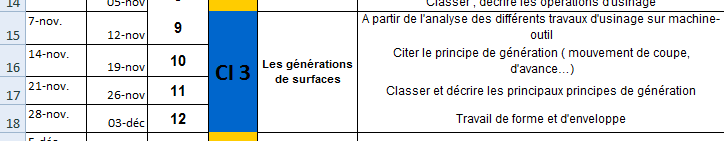 14 05-nov Classer , décrire les opérations d'usinage
15 7-nov. 12-nov 9 A partir de l'analyse des différents travaux d'usinage sur machine-
outil
16 14-nov. 19-nov 10 Citer le principe de génération ( mouvement de coupe,
d'avance…)
CI 3 Les générations
de surfaces
17 21-nov. 26-nov 11 Classer et décrire les principaux principes de génération
18 28-nov. 03-déc 12 Travail de forme et d'enveloppe
5-déc